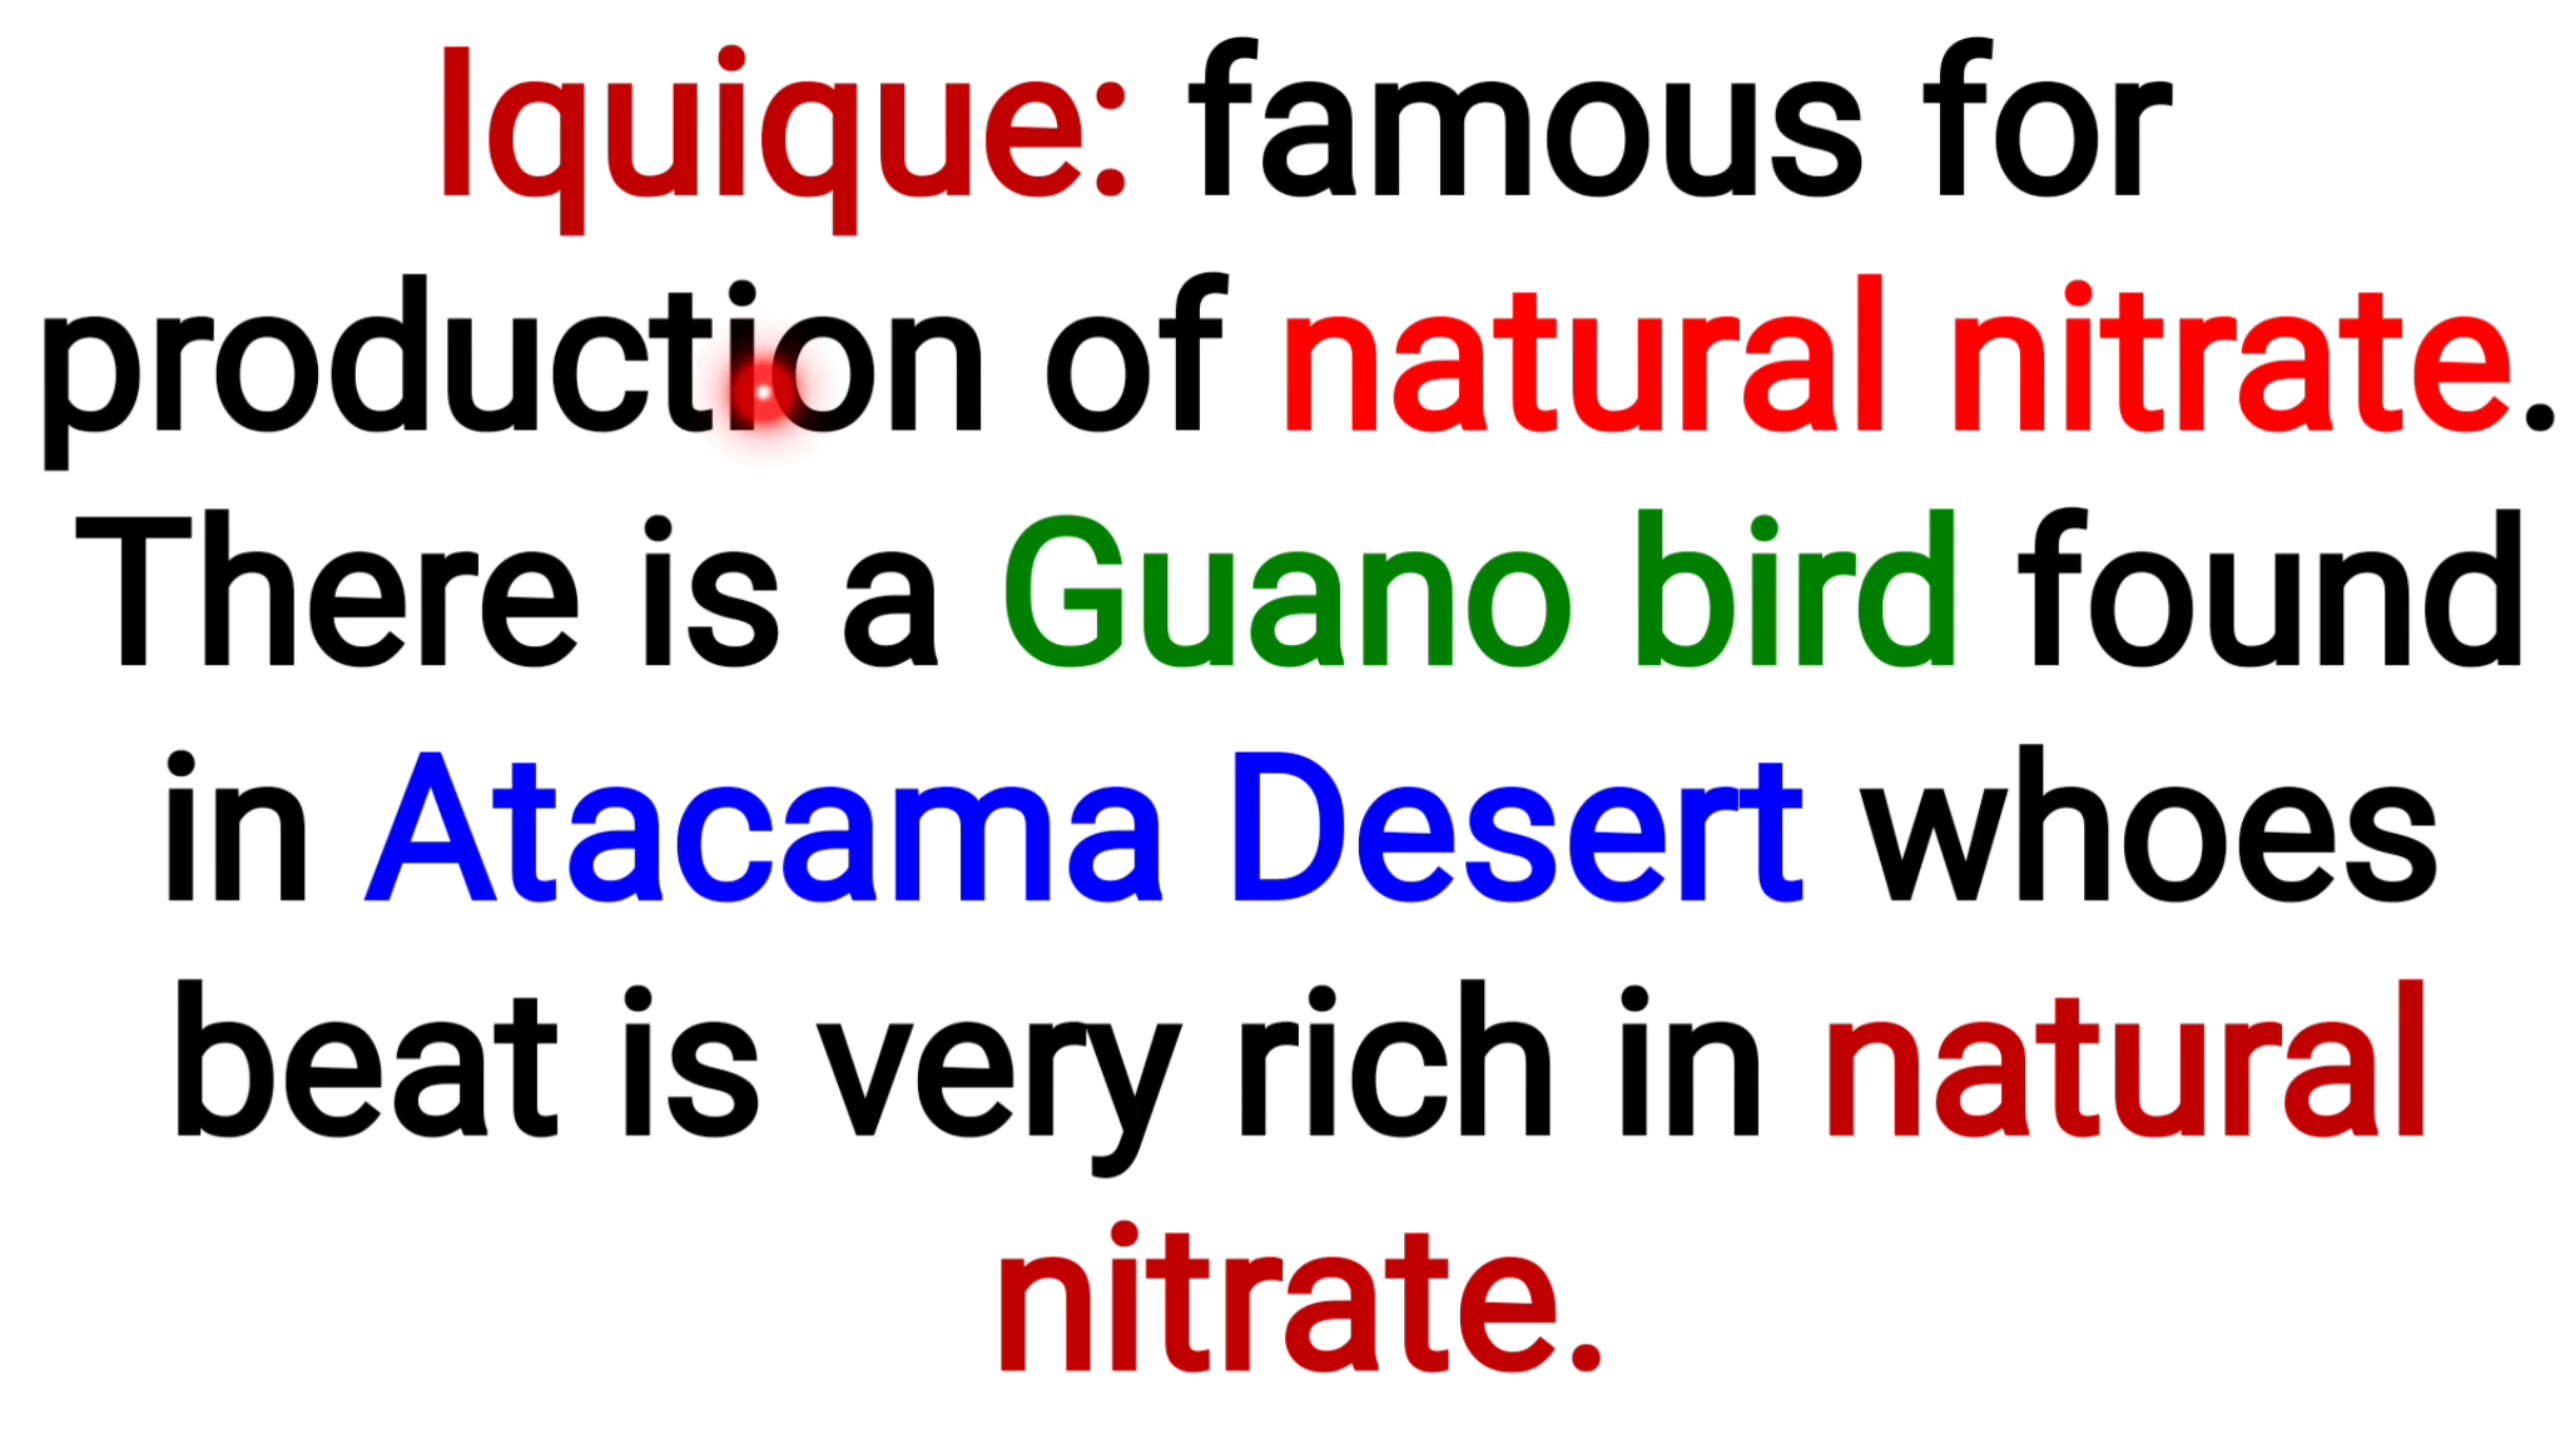 Iquique: famous for
production of natural nitrate.
There is a Guano bird found
in Atacama Desert whoes
beat is very rich in natural
nitrate.